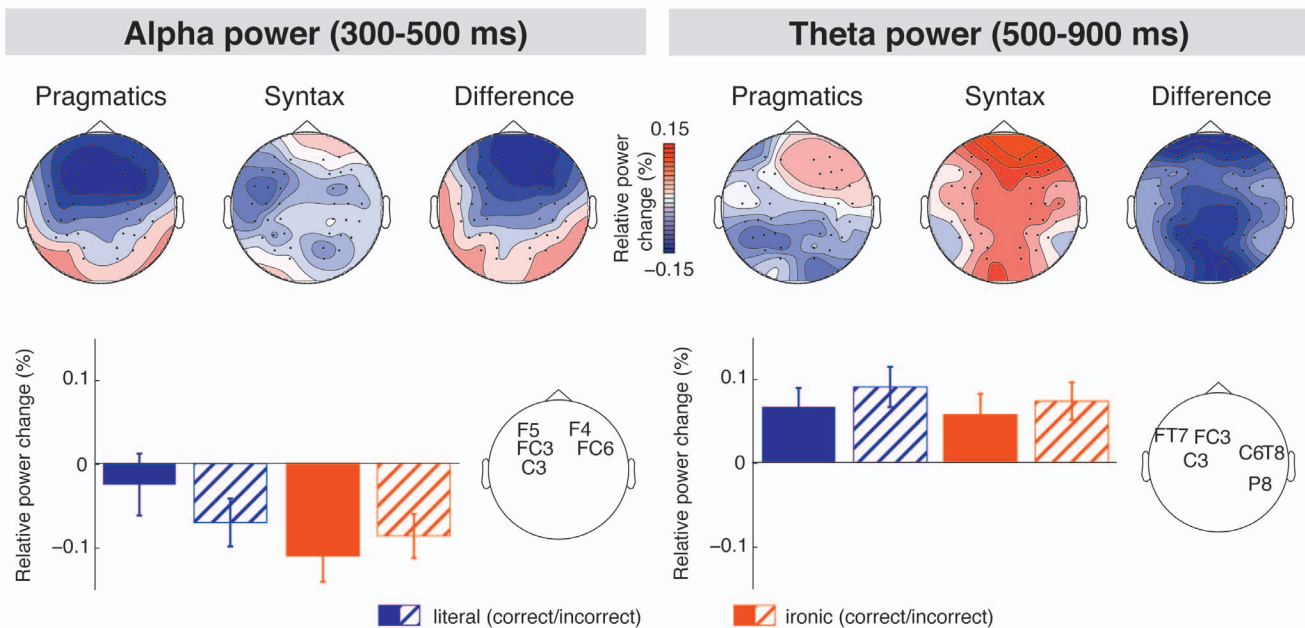 Alpha power (300-500 ms)
Theta power (500-900 ms)
Pragmatics
Syntax
Difference
Pragmatics
Syntax
Difference
0.15
Relative power
change (%)
−0.15
Relative power change (%)
0.1
0
−0.1
F5 F4
FC3 FC6
C3
Relative power change (%)
0.1
0
−0.1
FT7 FC3
C3 C6T8
P8
literal (correct/incorrect)
ironic (correct/incorrect)